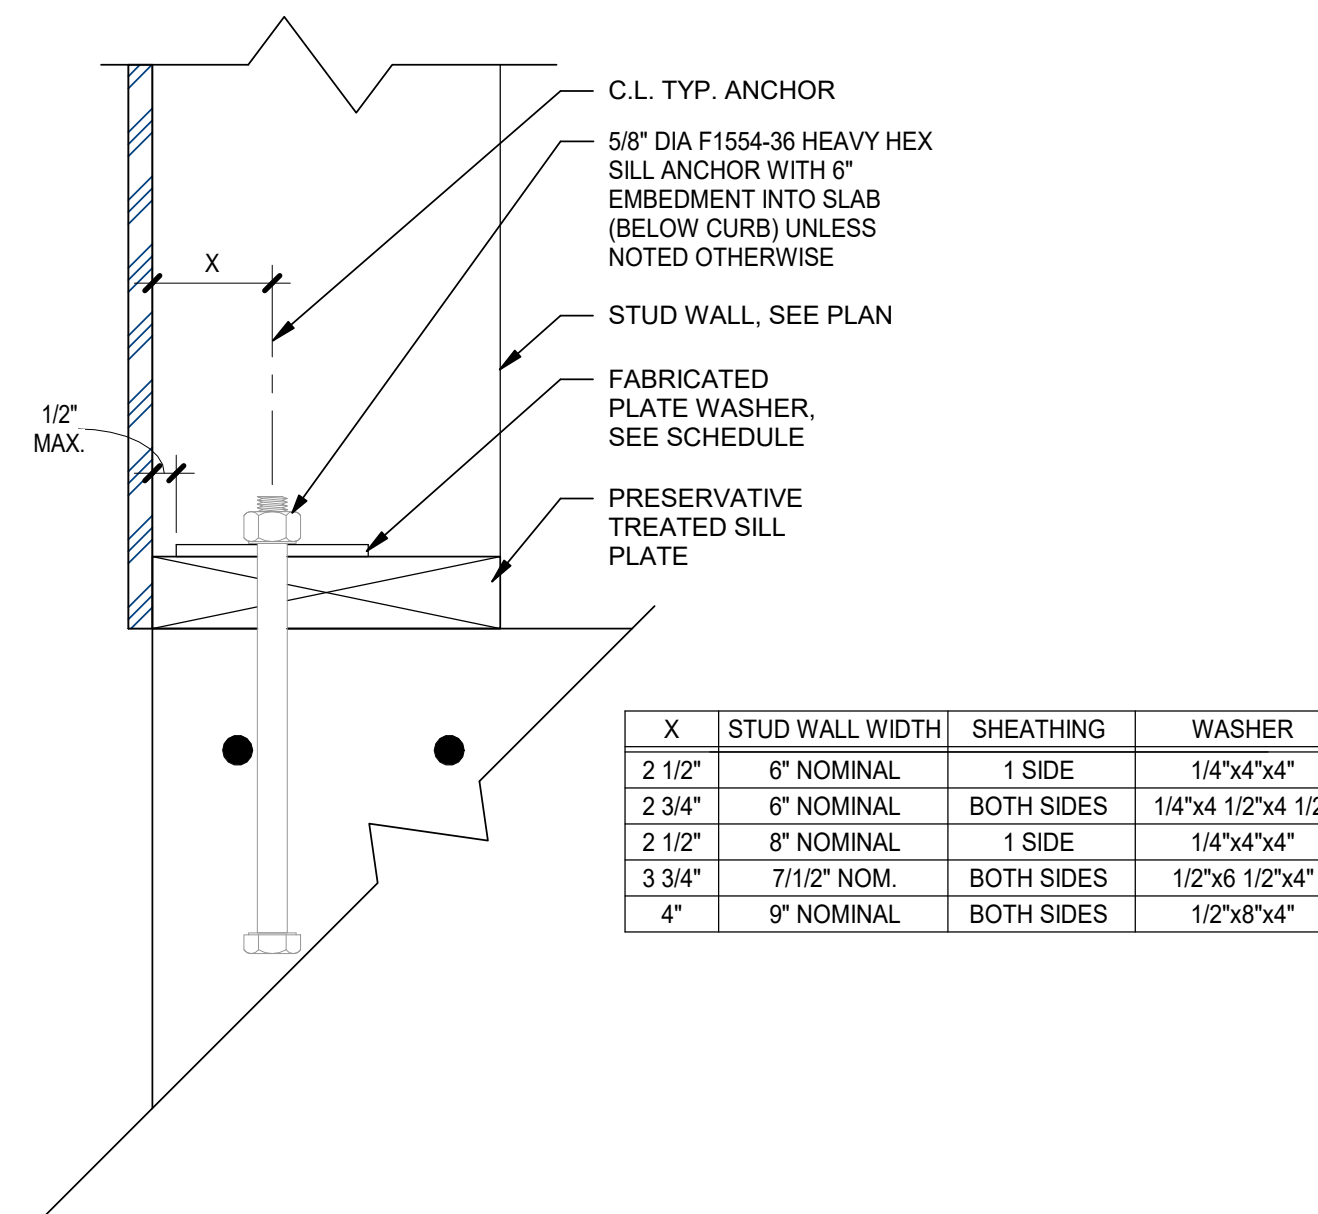 C.L. TYP. ANCHOR
5/8" DIA F1554-36 HEAVY HEX
SILL ANCHOR WITH 6"
EMBEDMENT INTO SLAB
(BELOW CURB) UNLESS
NOTED OTHERWISE
X
STUD WALL, SEE PLAN
FABRICATED
PLATE WASHER,
SEE SCHEDULE
1/2"
MAX.
PRESERVATIVE
TREATED SILL
PLATE
X STUD WALL WIDTH SHEATHING WASHER
2 1/2" 6" NOMINAL 1 SIDE 1/4"x4"x4"
2 3/4" 6" NOMINAL BOTH SIDES 1/4"x4 1/2"x4
2 1/2" 8" NOMINAL 1 SIDE 1/4"x4"x4"
3 3/4" 7/1/2" NOM. BOTH SIDES 1/2"x6 1/2"x4"
4" 9" NOMINAL BOTH SIDES 1/2"x8"x4"